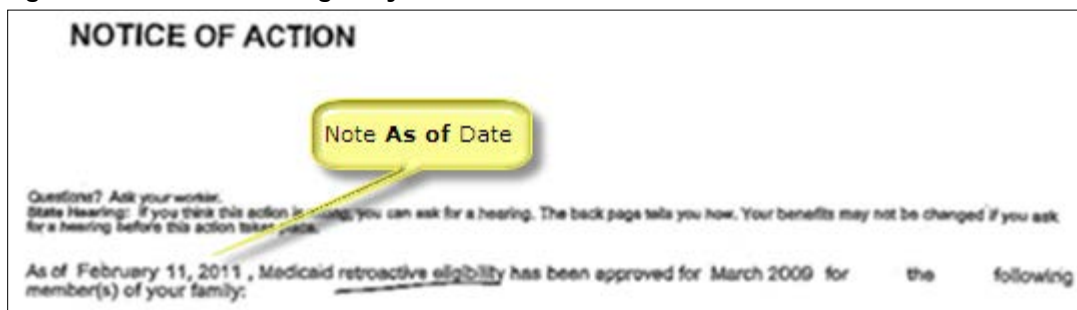 NOTICE OF ACTION
Note As of Date
Questions? Ask your worker.
State Hearing: If you think this action is wrong, you can ask for a hearing. The back page tells you how. Your benefits may not be changed if you ask
for a hearing before this action takes place.
As of February 11, 2011 , Medicaid retroactive eligibility has been approved for March 2009 for the following
member(s) of your family: